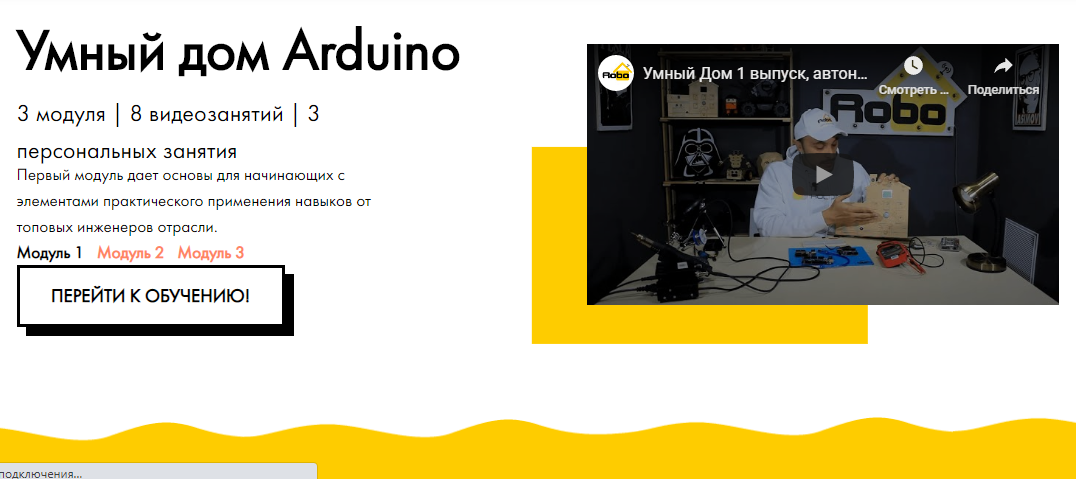 Умный дом Arduino
3 модуля | 8 видеозанятий | 3
персональных занятия
Первый модуль дает основы для начинающих с
элементами практического применения навыков от
топовых инженеров отрасли.
Модуль 1 Модуль 2 Модуль 3
ПЕРЕЙТИ К ОБУЧЕНИЮ!
Robo
Умный Дом 1 выпуск, автон...
Смотреть ...
Поделиться
Robo
подключения...